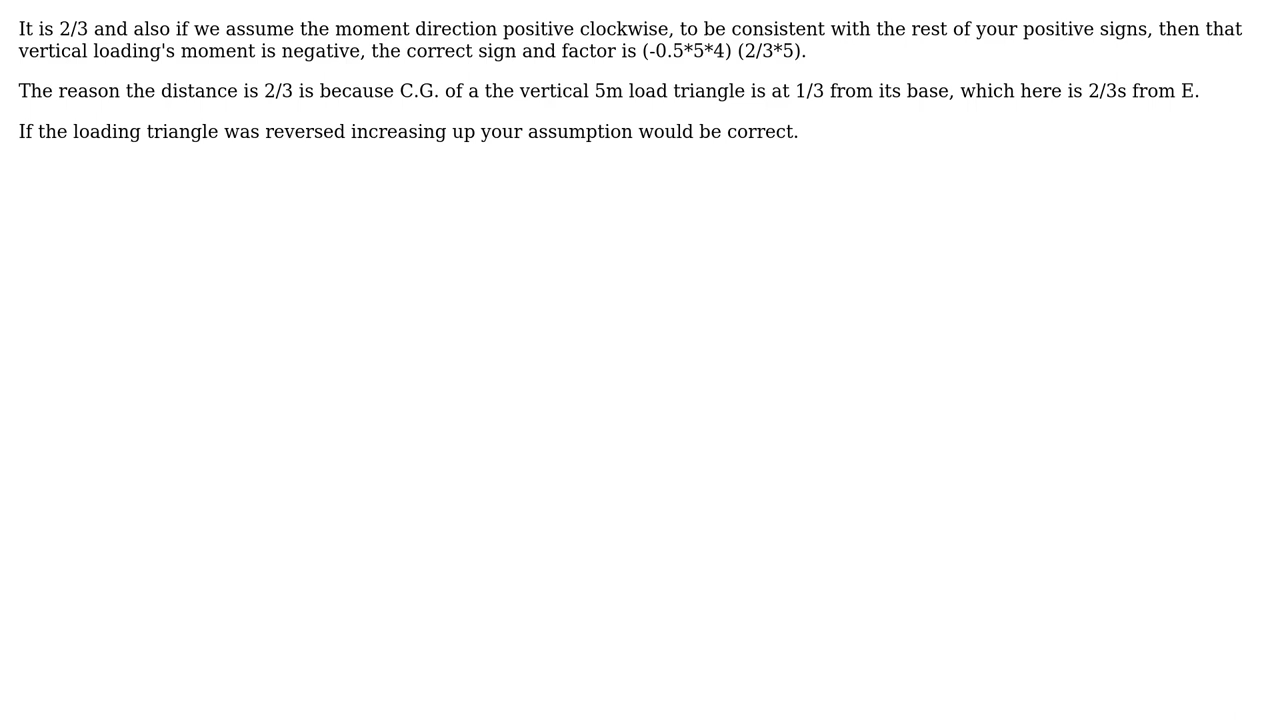 It is 2/3 and also if we assume the moment direction positive clockwise, to be consistent with the rest of your positive signs, then that
vertical loading's moment is negative, the correct sign and factor is (-0.5*5*4) (2/3*5).
The reason the distance is 2/3 is because C.G. of a the vertical 5m load triangle is at 1/3 from its base, which here is 2/3s from E.
If the loading triangle was reversed increasing up your assumption would be correct.